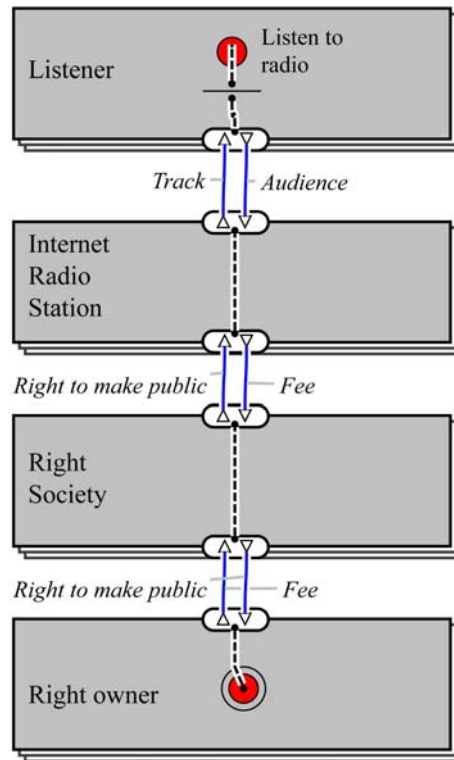 Listen to
radio
Listener
Track
Audience
Internet
Radio
Station
Right to make public
Fee
Right
Society
Right to make public
Fee
Right owner